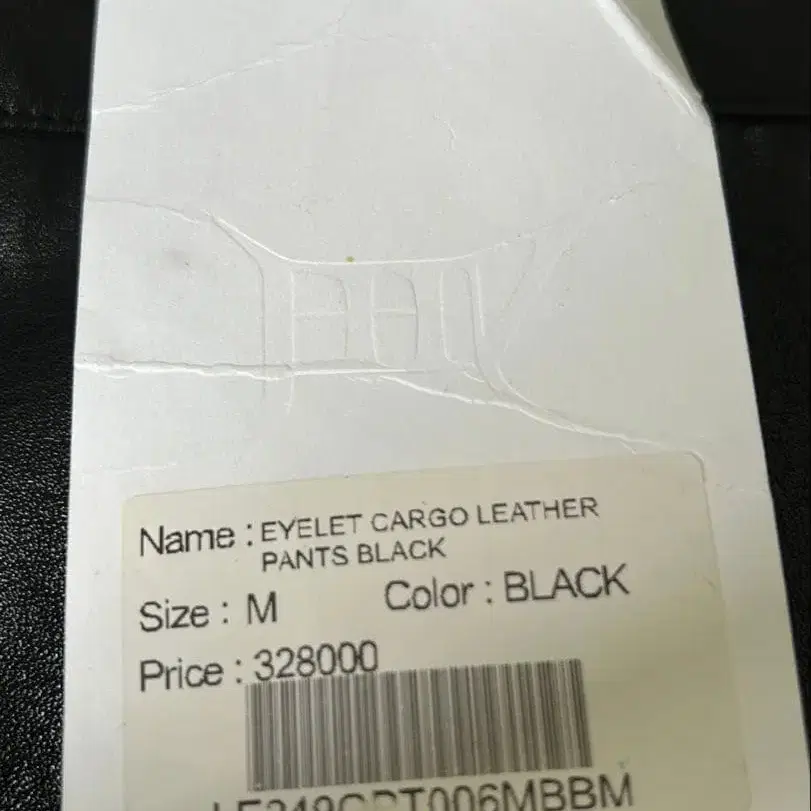 Name : EYELET CARGO LEATHER
PANTS BLACK
Size : M Color : BLACK
Price : 328000